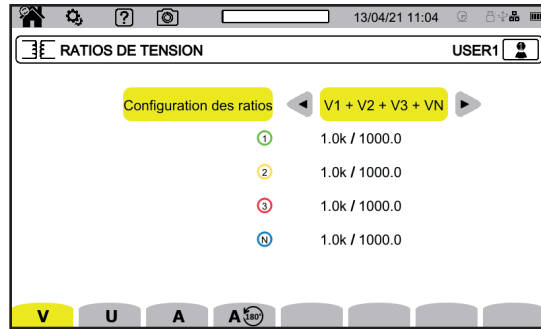 ? 13/04/21 11:04
RATIOS DE TENSION USER1
Configuration des ratios V1 + V2 + V3 + VN
1 1.0k / 1000.0
2 1.0k / 1000.0
3 1.0k / 1000.0
N 1.0k / 1000.0
V U A A 180°